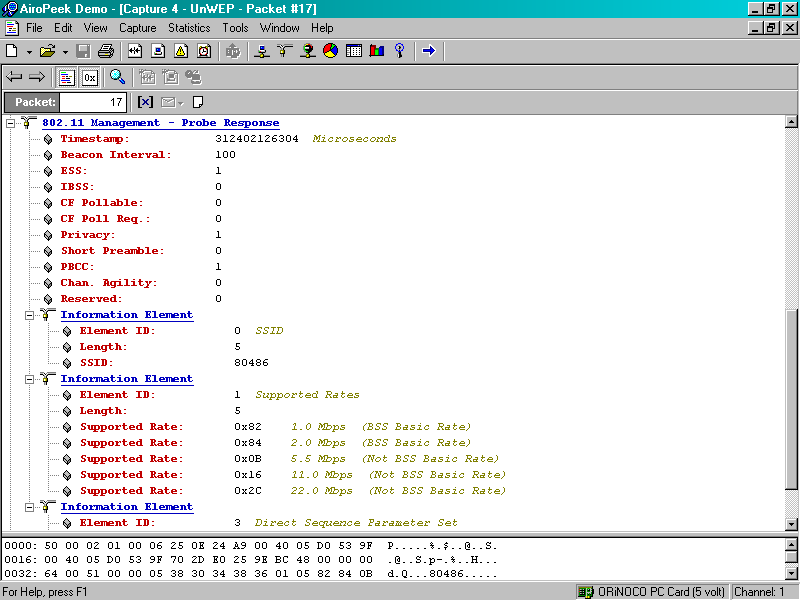 AiroPeek Demo - [Capture 4 - UnWEP - Packet #17]
File Edit View Capture Statistics Tools Window Help
0x
Packet: 17
802.11 Management - Probe Response
Timestamp: 312402126304 Microseconds
Beacon Interval: 100
ESS: 1
IBSS: 0
CF Pollable: 0
CF Poll Req.: 0
Privacy: 1
Short Preamble: 0
PBCC: 1
Chan. Agility: 0
Reserved: 0
Information Element
Element ID: 0 SSID
Length: 5
SSID: 80486
Information Element
Element ID: 1 Supported Rates
Length: 5
Supported Rate: 0x82 1.0 Mbps (BSS Basic Rate)
Supported Rate: 0x84 2.0 Mbps (BSS Basic Rate)
Supported Rate: 0x0B 5.5 Mbps (Not BSS Basic Rate)
Supported Rate: 0x16 11.0 Mbps (Not BSS Basic Rate)
Supported Rate: 0x2C 22.0 Mbps (Not BSS Basic Rate)
Information Element
Element ID: 3 Direct Sequence Parameter Set
0000: 50 00 02 01 00 06 25 0E 24 A9 00 40 05 D0 53 9F P.....%.$..@..S.
0016: 00 40 05 D0 53 9F 70 2D E0 25 9E BC 48 00 00 00 .@..S.p-.%..H...
0032: 64 00 51 00 00 05 38 30 34 38 36 01 05 82 84 0B d.Q...80486.....
For Help, press F1
ORiNOCO PC Card (5 volt) Channel: 1